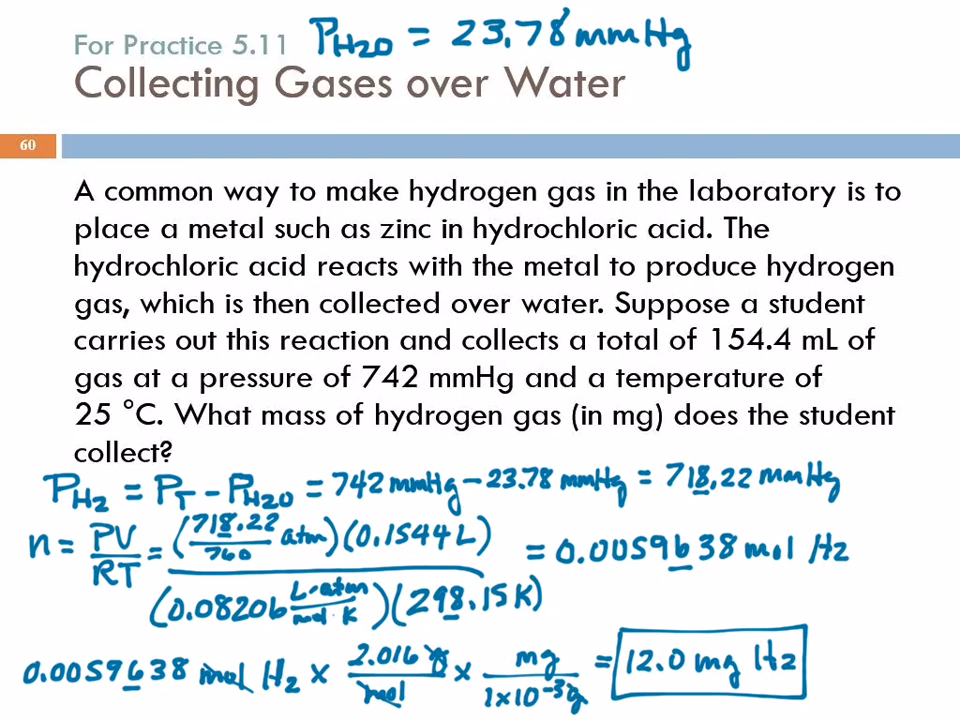 For Practice 5.11 P_H2O = 23.78 mmHg
Collecting Gases over Water
60
A common way to make hydrogen gas in the laboratory is to
place a metal such as zinc in hydrochloric acid. The
hydrochloric acid reacts with the metal to produce hydrogen
gas, which is then collected over water. Suppose a student
carries out this reaction and collects a total of 154.4 mL of
gas at a pressure of 742 mmHg and a temperature of
25 °C. What mass of hydrogen gas (in mg) does the student
collect?
P_H2 = P_T - P_H2O = 742 mmHg - 23.78 mmHg = 718.22 mmHg
n = PV/RT = (718.22/760 atm)(0.1544 L) / (0.08206 L·atm/mol·K)(298.15 K) = 0.0059638 mol H2
0.0059638 mol H2 × 2.016 g/mol × mg/1×10^-3 g = 12.0 mg H2